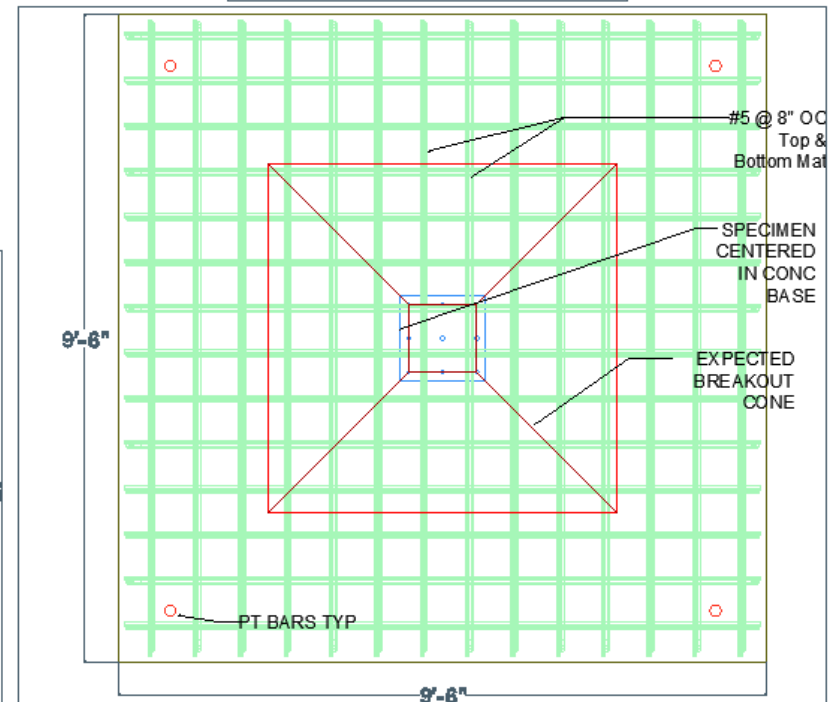 #5 @ 8" OC
Top &
Bottom Mat
SPECIMEN
CENTERED
IN CONC
BASE
9'-6"
EXPECTED
BREAKOUT
CONE
PT BARS TYP
9'-6"